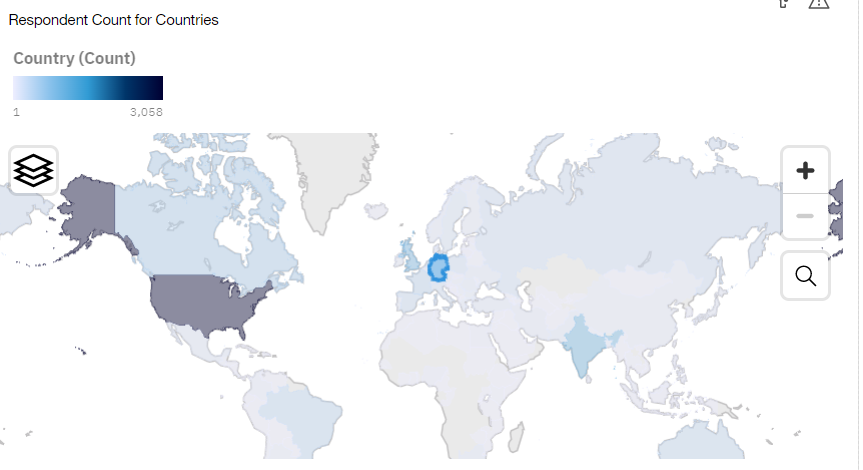 Respondent Count for Countries
Country (Count)
1
3,058